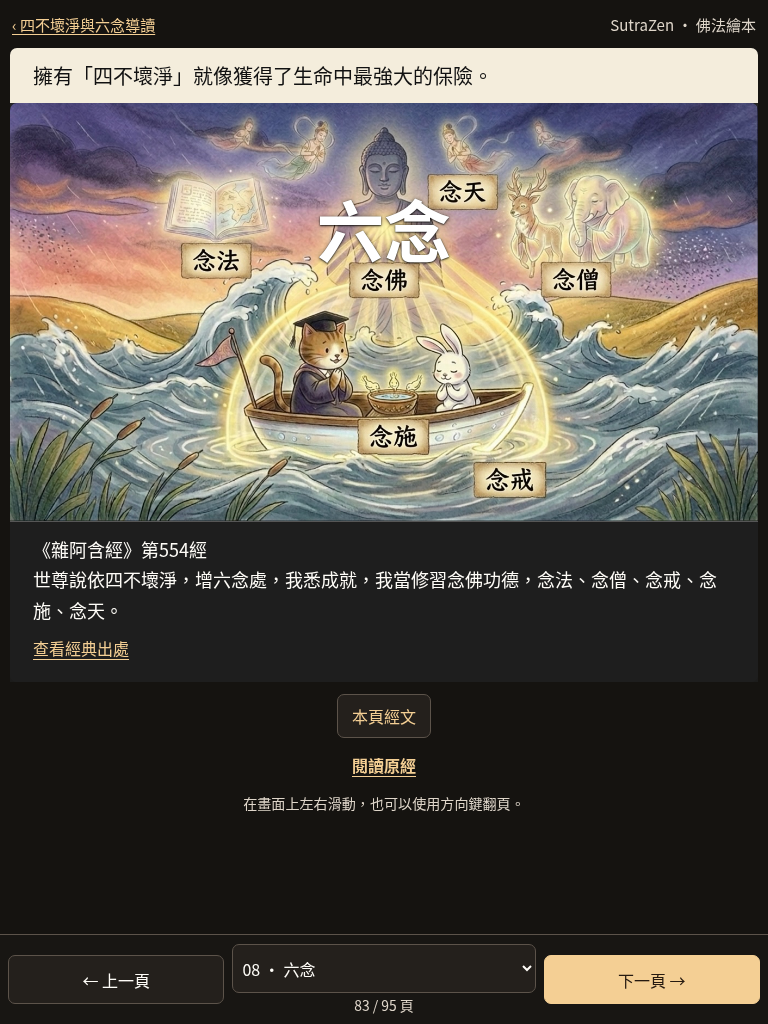 ‹ 四不壞淨與六念導讀
SutraZen · 佛法繪本
擁有「四不壞淨」就像獲得了生命中最強大的保險。
念天
六念
念法
念佛
念僧
念施
念戒
《雜阿含經》第554經
世尊說依四不壞淨，增六念處，我悉成就，我當修習念佛功德，念法、念僧、念戒、念
施、念天。
查看經典出處
本頁經文
閱讀原經
在畫面上左右滑動，也可以使用方向鍵翻頁。
← 上一頁
08 · 六念
下一頁 →
83 / 95 頁